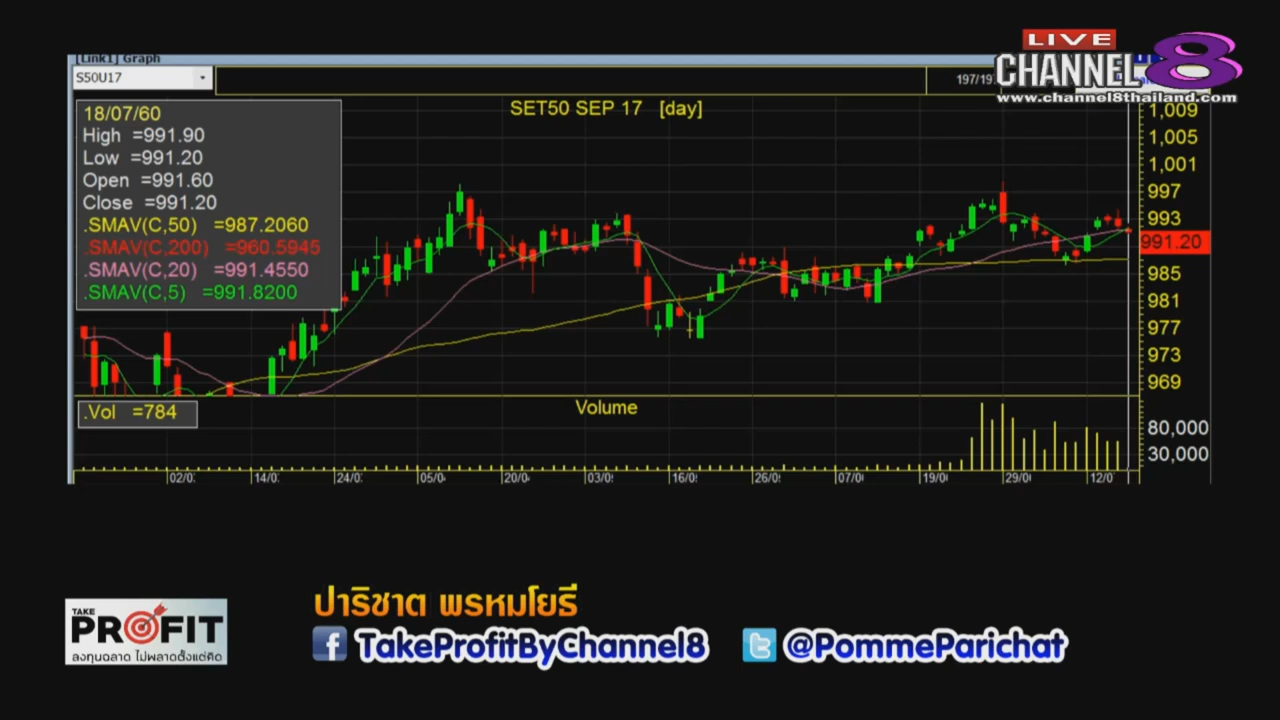 [Link1] Graph
LIVE
CHANNEL 8
www.channel8thailand.com
S50U17
SET50 SEP 17 [day]
18/07/60
High =991.90
Low =991.20
Open =991.60
Close =991.20
.SMAV(C,50) =987.2060
.SMAV(C,200) =960.5945
.SMAV(C,20) =991.4550
.SMAV(C,5) =991.8200
1,009
1,005
1,001
997
993
991.20
985
981
977
973
969
.Vol =784
Volume
80,000
30,000
02/0
14/0
24/0
05/0
20/0
03/0
16/0
26/0
07/0
19/0
29/0
12/0
ปาริชาต พรหมโยธี
TAKE
PROFIT
ลงทุนฉลาด ไม่พลาดตั้งแต่คิด
TakeProfitByChannel8
@PommeParichat